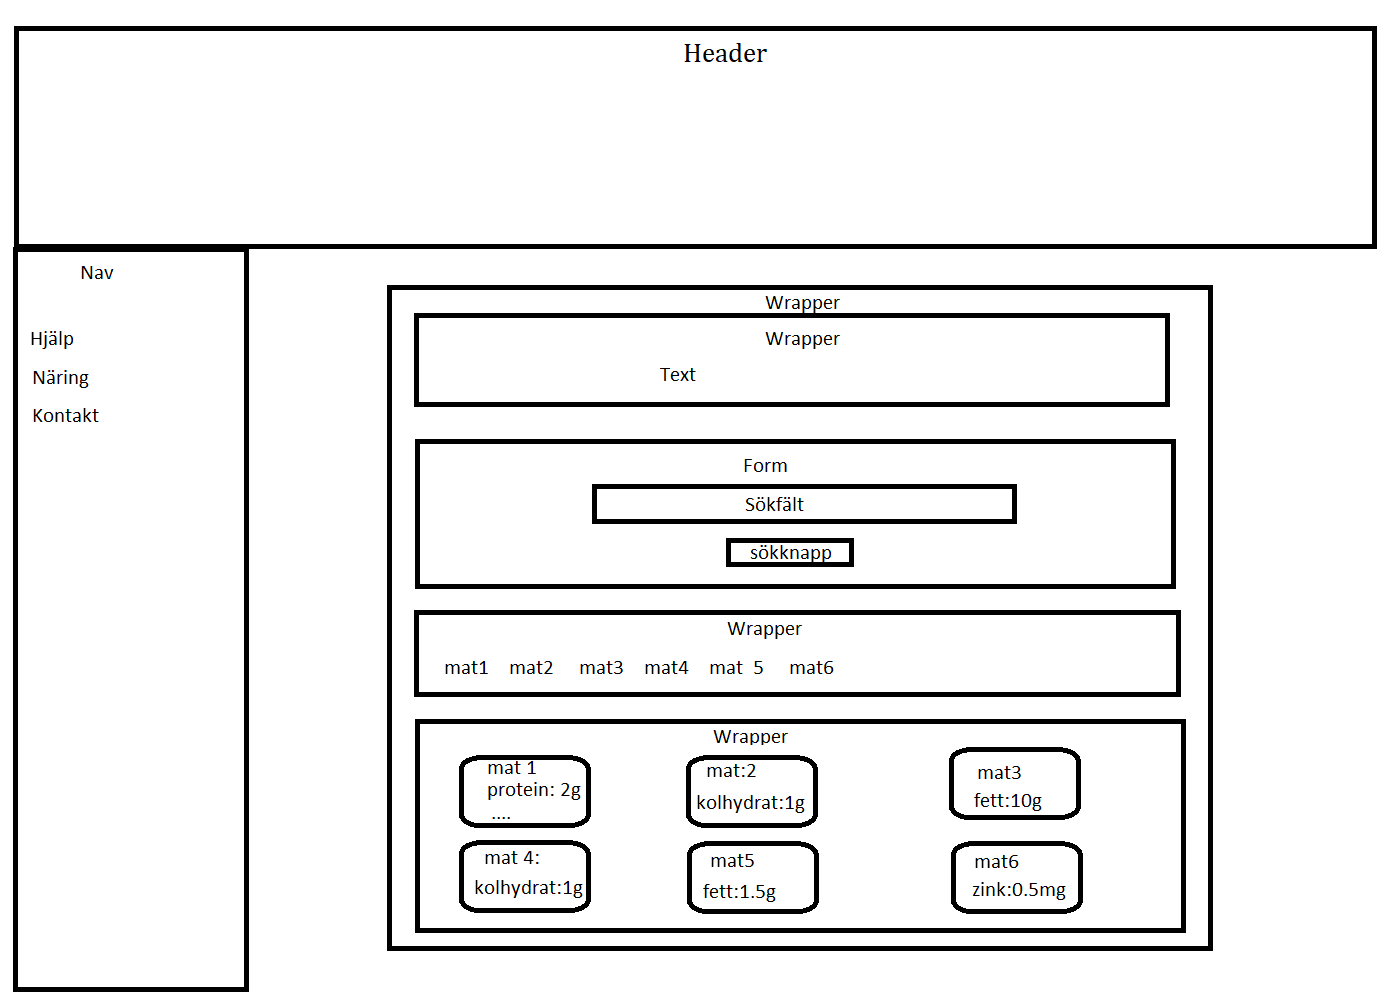 Header
Nav
Hjälp
Näring
Kontakt
Wrapper
Wrapper
Text
Form
Sökfält
sökknapp
Wrapper
mat1 mat2 mat3 mat4 mat 5 mat6
Wrapper
mat 1
protein: 2g
....
mat:2
kolhydrat:1g
mat3
fett:10g
mat 4:
kolhydrat:1g
mat5
fett:1.5g
mat6
zink:0.5mg